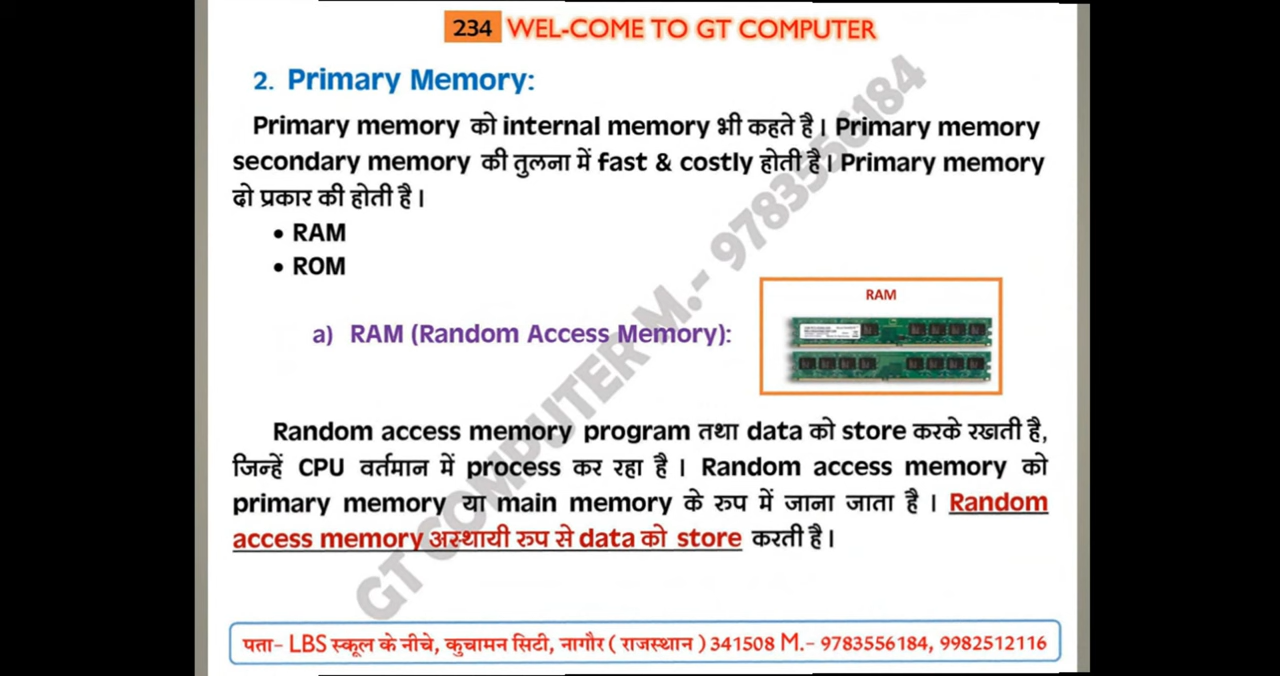 234 WEL-COME TO GT COMPUTER
2. Primary Memory:
Primary memory को internal memory भी कहते है। Primary memory
secondary memory की तुलना में fast & costly होती है। Primary memory
दो प्रकार की होती है।
• RAM
• ROM
RAM
a) RAM (Random Access Memory):
Random access memory program तथा data को store करके रखती है,
जिन्हें CPU वर्तमान में process कर रहा है। Random access memory को
primary memory या main memory के रुप में जाना जाता है। Random
access memory अस्थायी रुप से data को store करती है।
GT COMPUTER M.- 9783556184
पता- LBS स्कूल के नीचे, कुचामन सिटी, नागौर ( राजस्थान ) 341508 M.- 9783556184, 9982512116